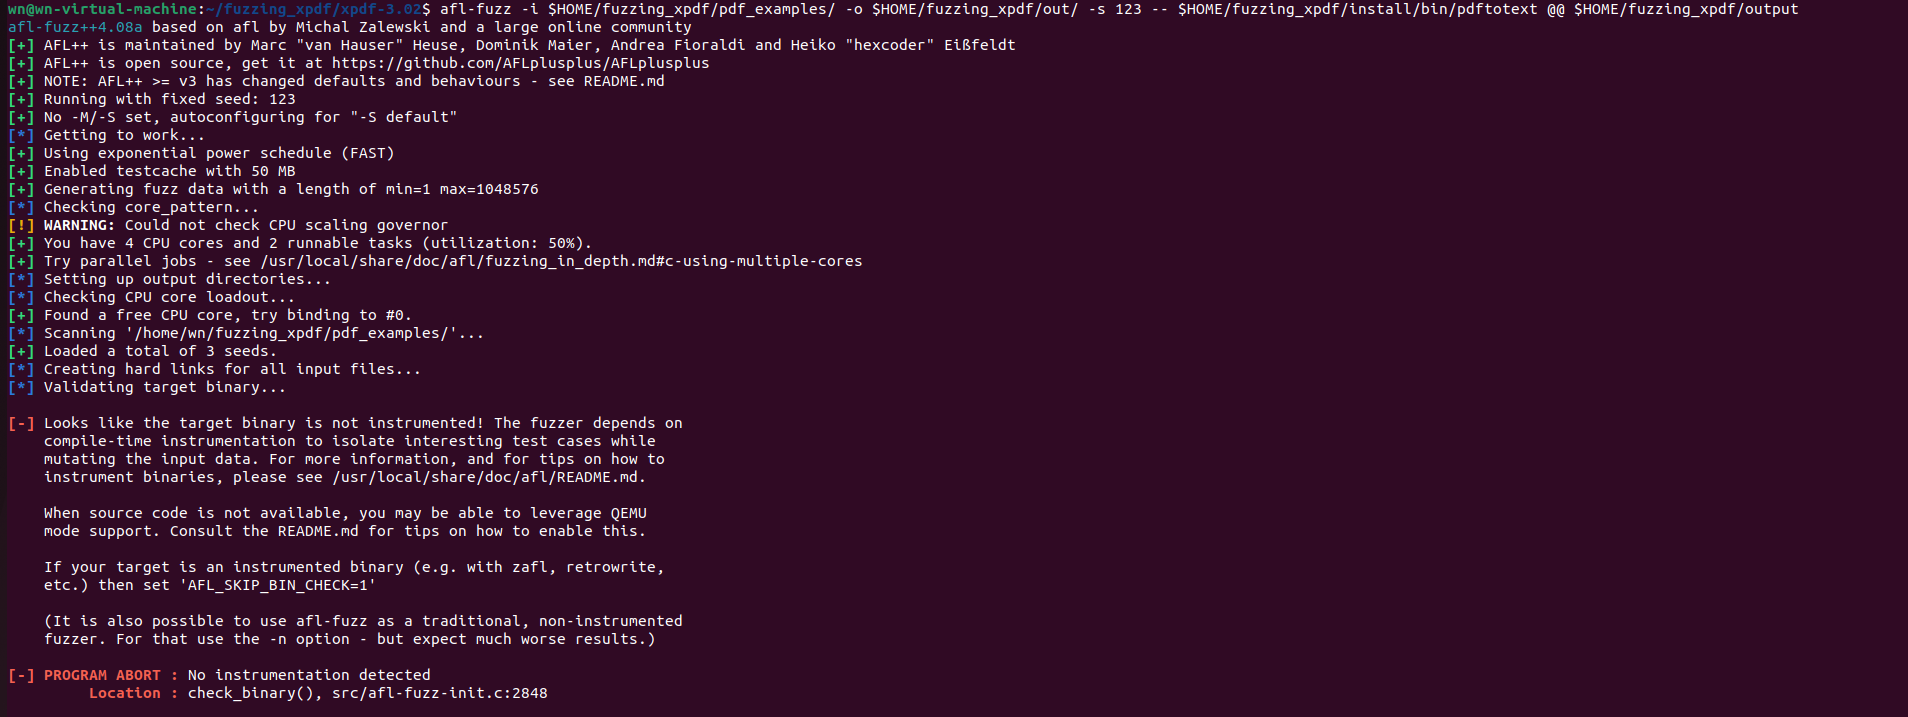 wn@wn-virtual-machine:~/fuzzing_xpdf/xpdf-3.02$ afl-fuzz -i $HOME/fuzzing_xpdf/pdf_examples/ -o $HOME/fuzzing_xpdf/out/ -s 123 -- $HOME/fuzzing_xpdf/install/bin/pdftotext @@ $HOME/fuzzing_xpdf/output
afl-fuzz++4.08a based on afl by Michal Zalewski and a large online community
[+] AFL++ is maintained by Marc "van Hauser" Heuse, Dominik Maier, Andrea Fioraldi and Heiko "hexcoder" Eißfeldt
[+] AFL++ is open source, get it at https://github.com/AFLplusplus/AFLplusplus
[+] NOTE: AFL++ >= v3 has changed defaults and behaviours - see README.md
[+] Running with fixed seed: 123
[+] No -M/-S set, autoconfiguring for "-S default"
[*] Getting to work...
[+] Using exponential power schedule (FAST)
[+] Enabled testcache with 50 MB
[+] Generating fuzz data with a length of min=1 max=1048576
[*] Checking core_pattern...
[!] WARNING: Could not check CPU scaling governor
[+] You have 4 CPU cores and 2 runnable tasks (utilization: 50%).
[+] Try parallel jobs - see /usr/local/share/doc/afl/fuzzing_in_depth.md#c-using-multiple-cores
[*] Setting up output directories...
[*] Checking CPU core loadout...
[+] Found a free CPU core, try binding to #0.
[*] Scanning '/home/wn/fuzzing_xpdf/pdf_examples/'...
[+] Loaded a total of 3 seeds.
[*] Creating hard links for all input files...
[*] Validating target binary...
[-] Looks like the target binary is not instrumented! The fuzzer depends on
compile-time instrumentation to isolate interesting test cases while
mutating the input data. For more information, and for tips on how to
instrument binaries, please see /usr/local/share/doc/afl/README.md.
When source code is not available, you may be able to leverage QEMU
mode support. Consult the README.md for tips on how to enable this.
If your target is an instrumented binary (e.g. with zafl, retrowrite,
etc.) then set 'AFL_SKIP_BIN_CHECK=1'
(It is also possible to use afl-fuzz as a traditional, non-instrumented
fuzzer. For that use the -n option - but expect much worse results.)
[-] PROGRAM ABORT : No instrumentation detected
Location : check_binary(), src/afl-fuzz-init.c:2848